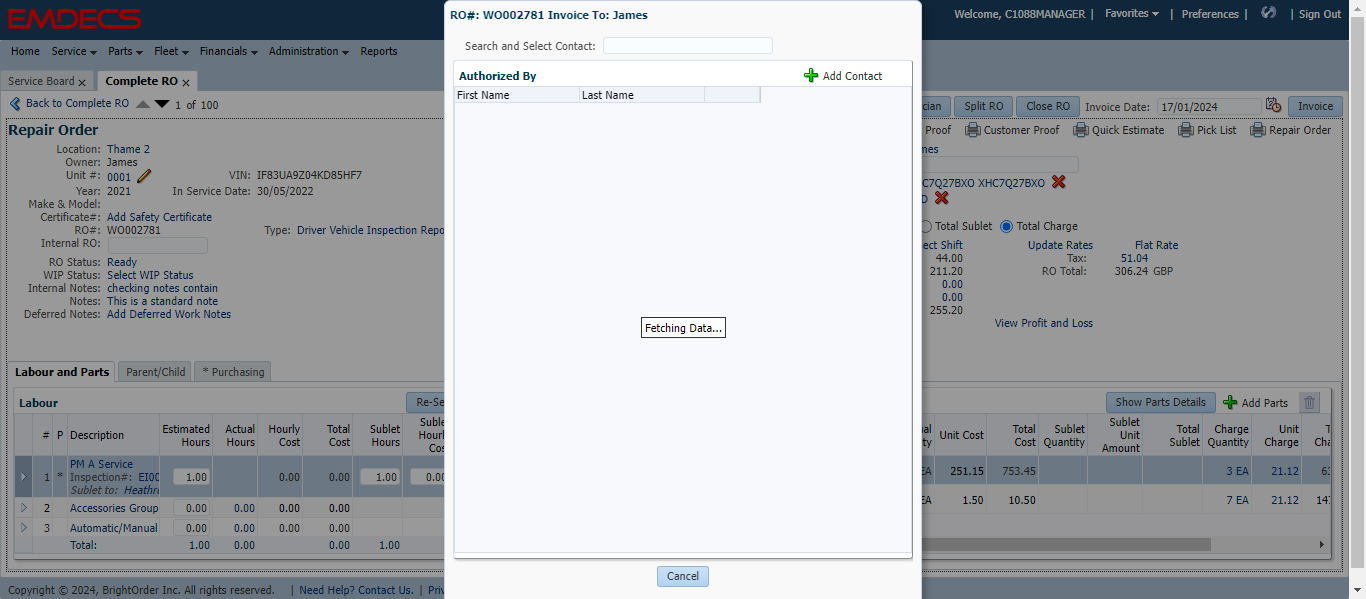 EMDECS
Welcome, C1088MANAGER | Favorites | Preferences | | Sign Out
Home Service Parts Fleet Financials Administration Reports
Service Board x Complete RO x
Back to Complete RO 1 of 100
Split RO Close RO Invoice Date: 17/01/2024 Invoice
Proof Customer Proof Quick Estimate Pick List Repair Order
Repair Order
Location: Thame 2
Owner: James
Unit #: 0001 VIN: IF83UA9Z04KD85HF7
Year: 2021 In Service Date: 30/05/2022
Make & Model:
Certificate#: Add Safety Certificate
RO#: WO002781 Type: Driver Vehicle Inspection Repo
Internal RO:
RO Status: Ready
WIP Status: Select WIP Status
Internal Notes: checking notes contain
Notes: This is a standard note
Deferred Notes: Add Deferred Work Notes
RO#: WO002781 Invoice To: James
Search and Select Contact:
Authorized By Add Contact
First Name Last Name
Fetching Data...
Cancel
mes
C7Q27BXO XHC7Q27BXO
O
Total Sublet Total Charge
ect Shift Update Rates Flat Rate
44.00 Tax: 51.04
211.20 RO Total: 306.24 GBP
0.00
0.00
255.20
View Profit and Loss
Labour and Parts Parent/Child * Purchasing
Labour Re-Se
# P Description Estimated Hours Actual Hours Hourly Cost Total Cost Sublet Hours Suble Hourl Cos
1 * PM A Service 1.00 0.00 0.00 1.00 0.00
Inspection#: EI00
Sublet to: Heathr
2 Accessories Group 0.00 0.00 0.00 0.00
3 Automatic/Manual 0.00 0.00 0.00 0.00
Total: 1.00 0.00 0.00 1.00
Show Parts Details Add Parts
Unit Cost Total Cost Sublet Quantity Sublet Unit Amount Total Sublet Charge Quantity Unit Charge
EA 251.15 753.45 3 EA 21.12
EA 1.50 10.50 7 EA 21.12
Copyright © 2024, BrightOrder Inc. All rights reserved. | Need Help? Contact Us. | Priv